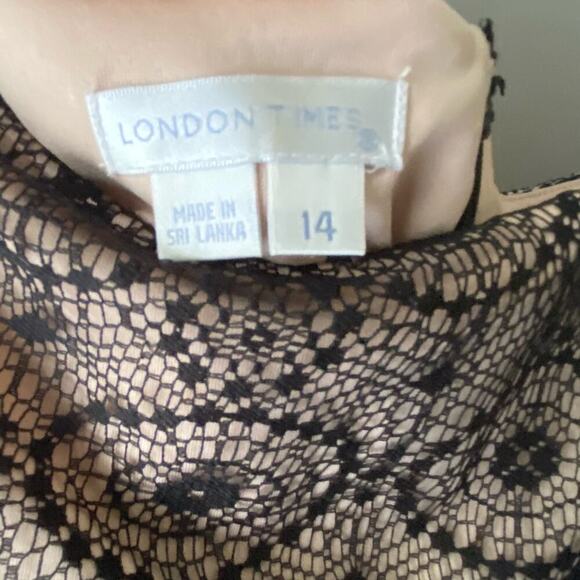 LONDON TIMES
MADE IN
SRI LANKA
14